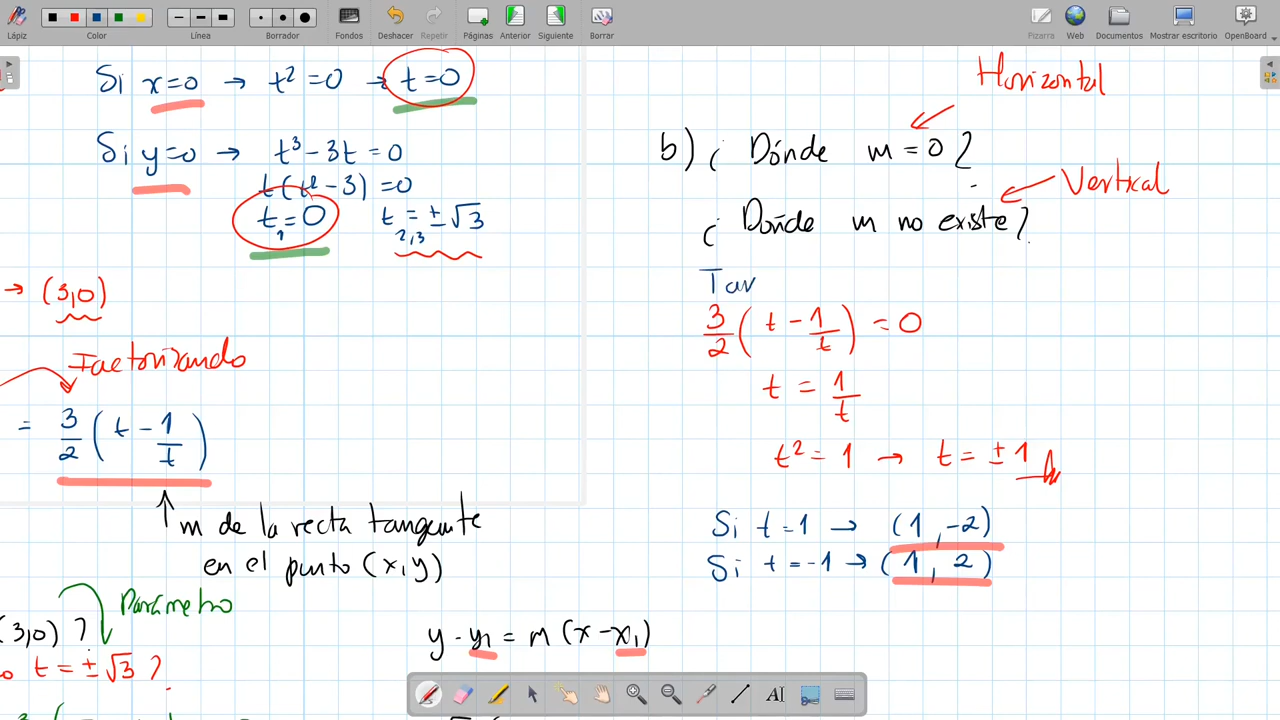 Lápiz
Color
Línea
Borrador
Fondos
Deshacer
Repetir
Páginas
Anterior
Siguiente
Borrar
Pizarra
Web
Documentos
Mostrar escritorio
OpenBoard
Si x=0 → t² = 0 → t = 0
Si y=0 → t³ - 3t = 0
t(t² - 3) = 0
t₁ = 0 t₂,₃ = ±√3
→ (3,0)
Factorizando
= 3/2 ( t - 1/t )
↑ m de la recta tangente
en el punto (x,y)
Parámetro
(3,0) ?
t = ±√3 ?
y - y₁ = m (x - x₁)
Horizontal
b) ¿ Dónde m = 0 ?
Vertical
¿ Dónde m no existe?
Tan
3/2 ( t - 1/t ) = 0
t = 1/t
t² = 1 → t = ± 1
Si t = 1 → (1, -2)
Si t = -1 → (1, 2)